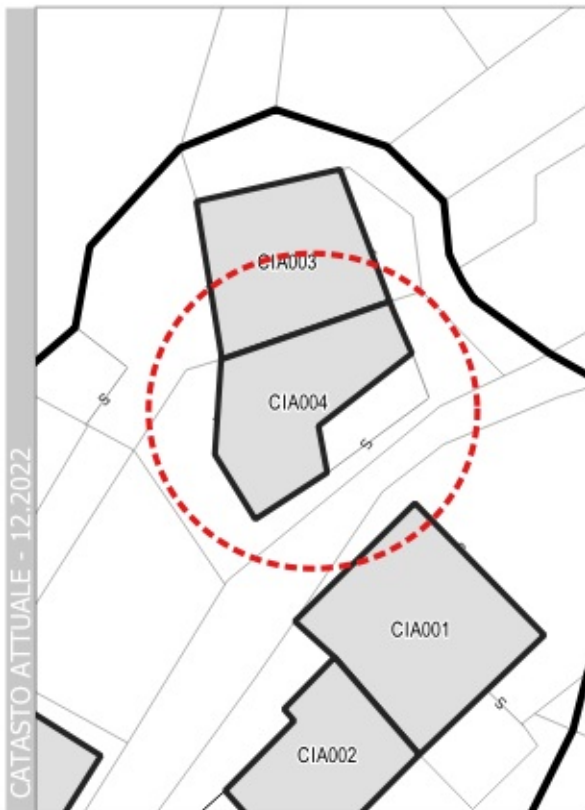 CATASTO ATTUALE - 12.2022
CIA003
CIA004
S
S
CIA001
S
CIA002